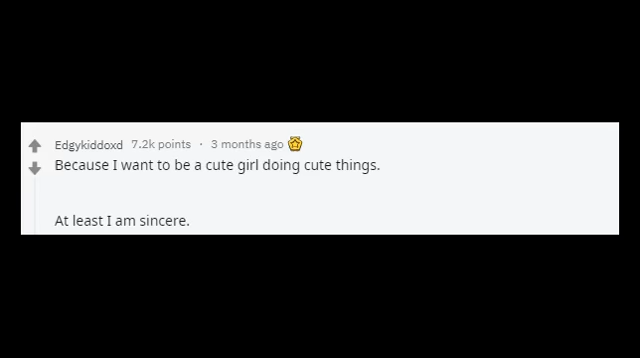 Edgykiddoxd 7.2k points · 3 months ago
Because I want to be a cute girl doing cute things.
At least I am sincere.